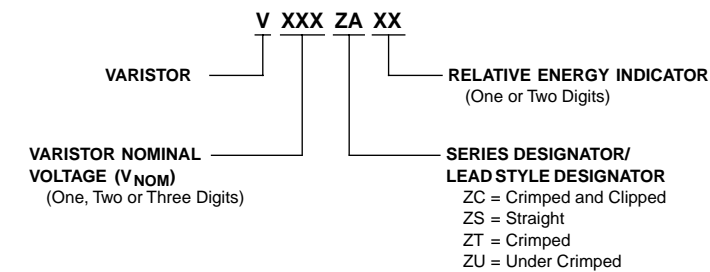 V XXX ZA XX
VARISTOR
RELATIVE ENERGY INDICATOR
(One or Two Digits)
VARISTOR NOMINAL
VOLTAGE (VNOM)
(One, Two or Three Digits)
SERIES DESIGNATOR/
LEAD STYLE DESIGNATOR
ZC = Crimped and Clipped
ZS = Straight
ZT = Crimped
ZU = Under Crimped